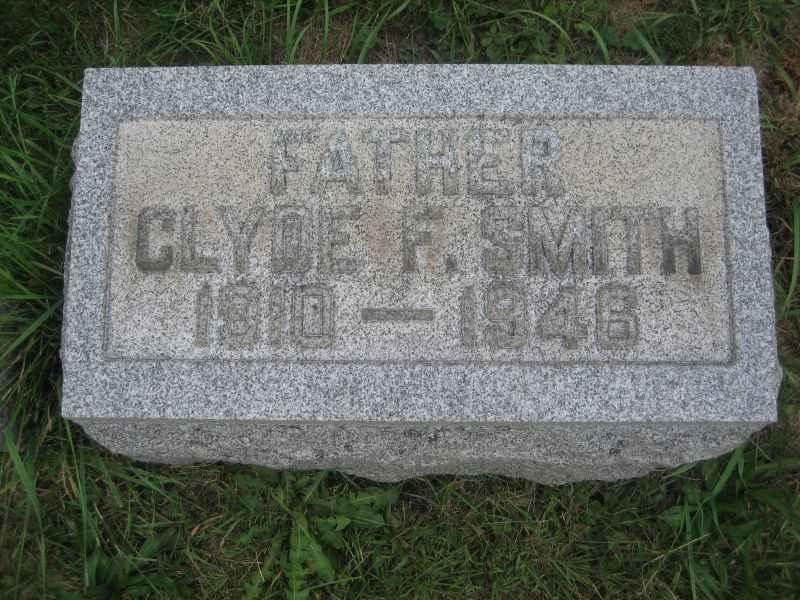 FATHER
CLYDE F. SMITH
1910 — 1946